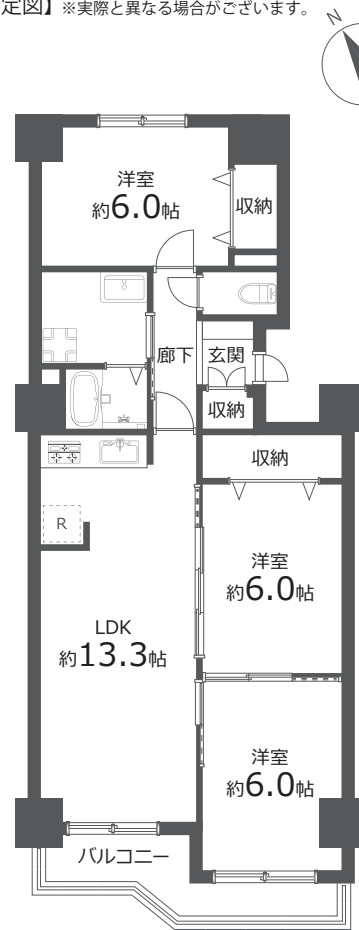 定図】※実際と異なる場合がございます。
N
洋室
約6.0帖
収納
廊下
玄関
収納
収納
R
洋室
約6.0帖
LDK
約13.3帖
洋室
約6.0帖
バルコニー